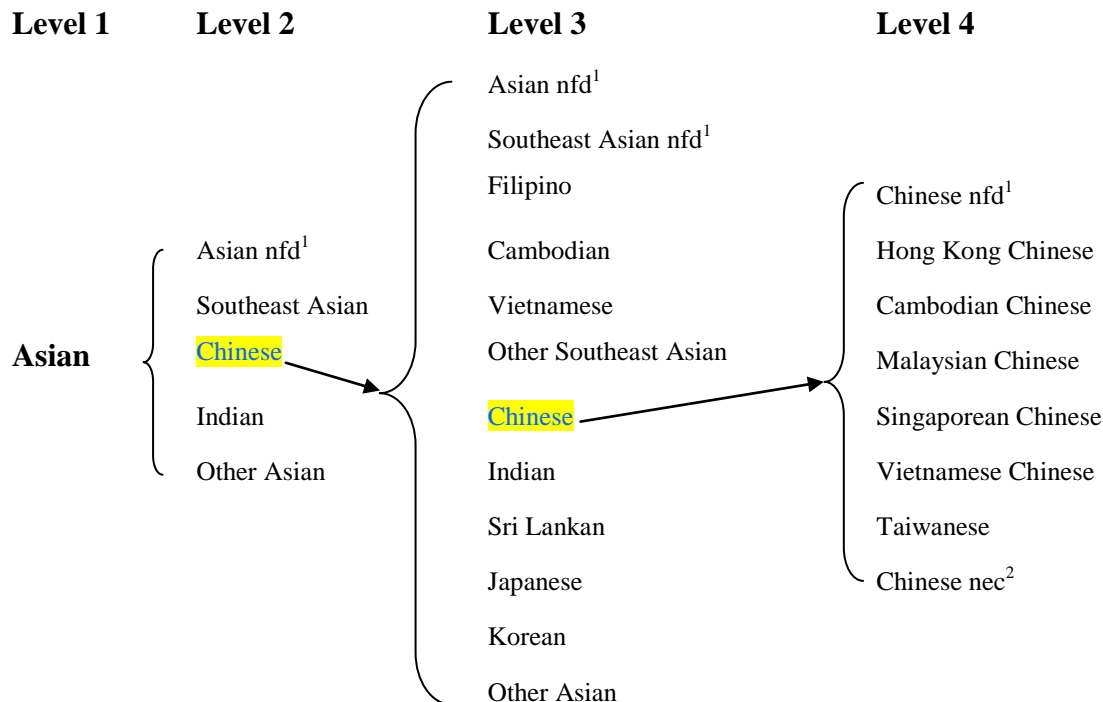 Level 1 Level 2 Level 3 Level 4
Asian nfd1
Southeast Asian nfd1
Filipino
Chinese nfd1
Asian nfd1 Cambodian Hong Kong Chinese
Southeast Asian Vietnamese Cambodian Chinese
Asian Chinese Other Southeast Asian Malaysian Chinese
Indian Chinese Singaporean Chinese
Other Asian Indian Vietnamese Chinese
Sri Lankan Taiwanese
Japanese Chinese nec2
Korean
Other Asian